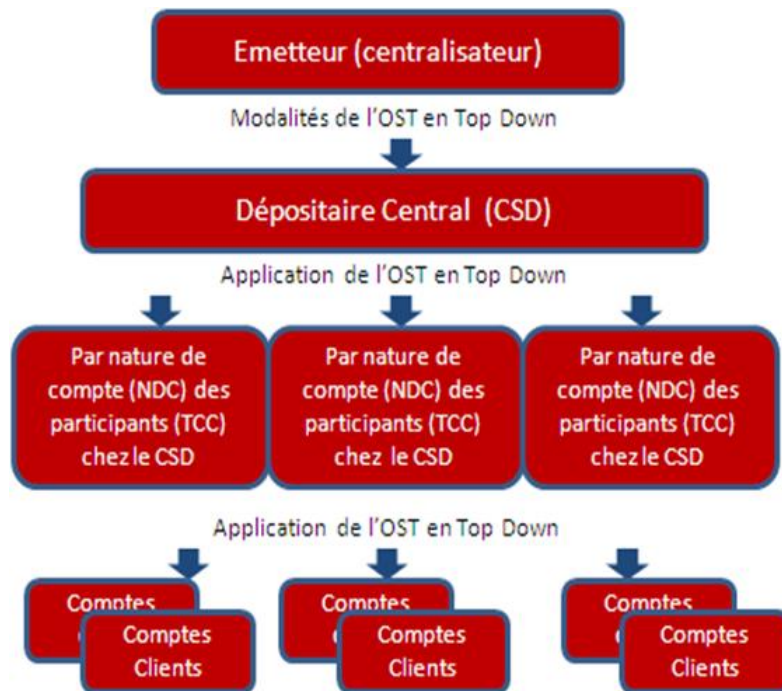 Emetteur (centralisateur)
Modalités de l'OST en Top Down
Dépositaire Central (CSD)
Application de l'OST en Top Down
Par nature de
compte (NDC) des
participants (TCC)
chez le CSD
Par nature de
compte (NDC) des
participants (TCC)
chez le CSD
Par nature de
compte (NDC) des
participants (TCC)
chez le CSD
Application de l'OST en Top Down
Comptes
Comptes
Clients
Comptes
Comptes
Clients
Comptes
Comptes
Clients